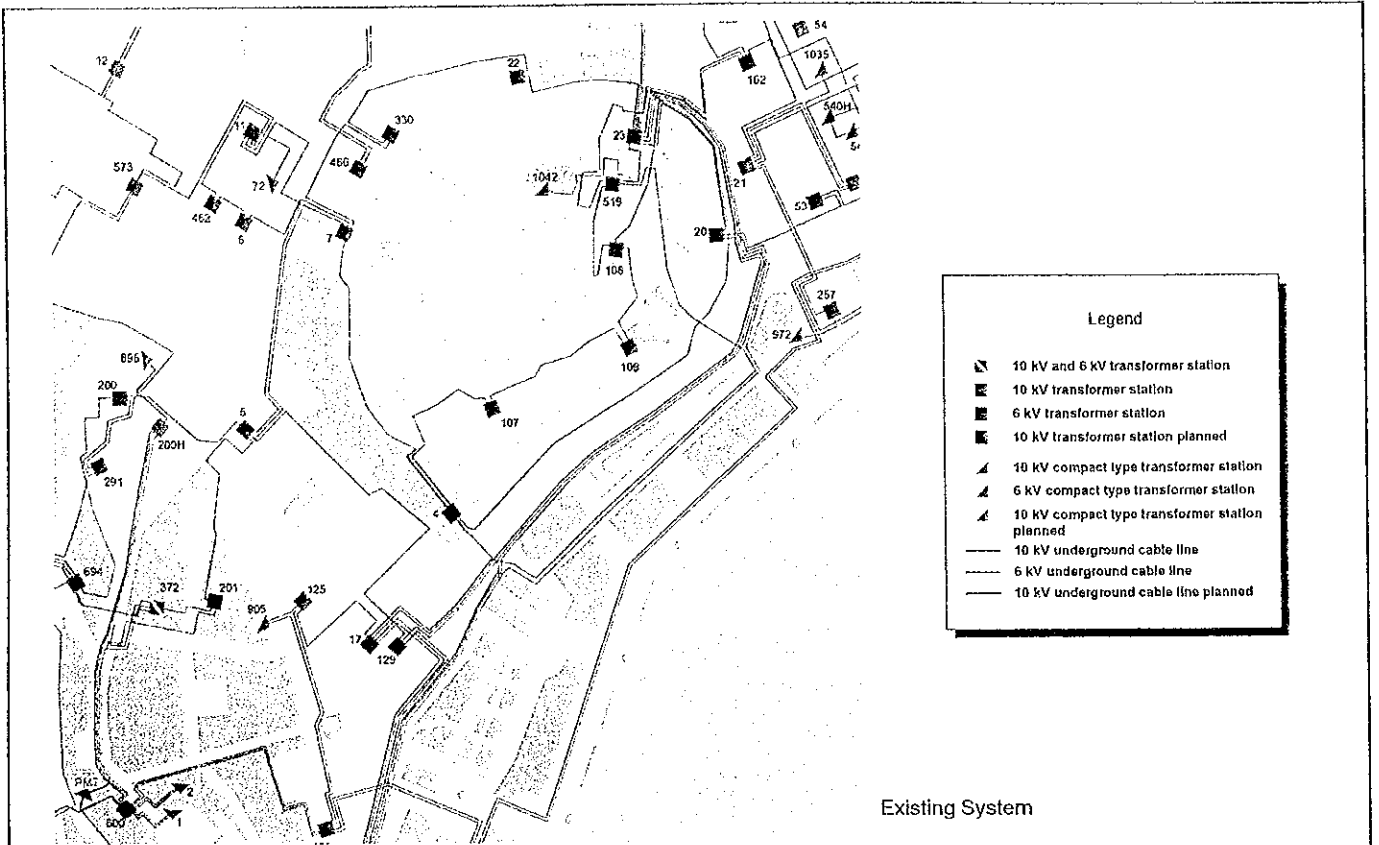 54
12
22
1035
162
540H
11
330
23
466
21
573
72
1042
519
462
6
53
7
20
108
257
972
895
109
200
5
107
200H
291
4
694
372
201
125
905
17
129
PM7
2
600
1
Legend
10 kV and 6 kV transformer station
10 kV transformer station
6 kV transformer station
10 kV transformer station planned
10 kV compact type transformer station
6 kV compact type transformer station
10 kV compact type transformer station
planned
10 kV underground cable line
6 kV underground cable line
10 kV underground cable line planned
Existing System